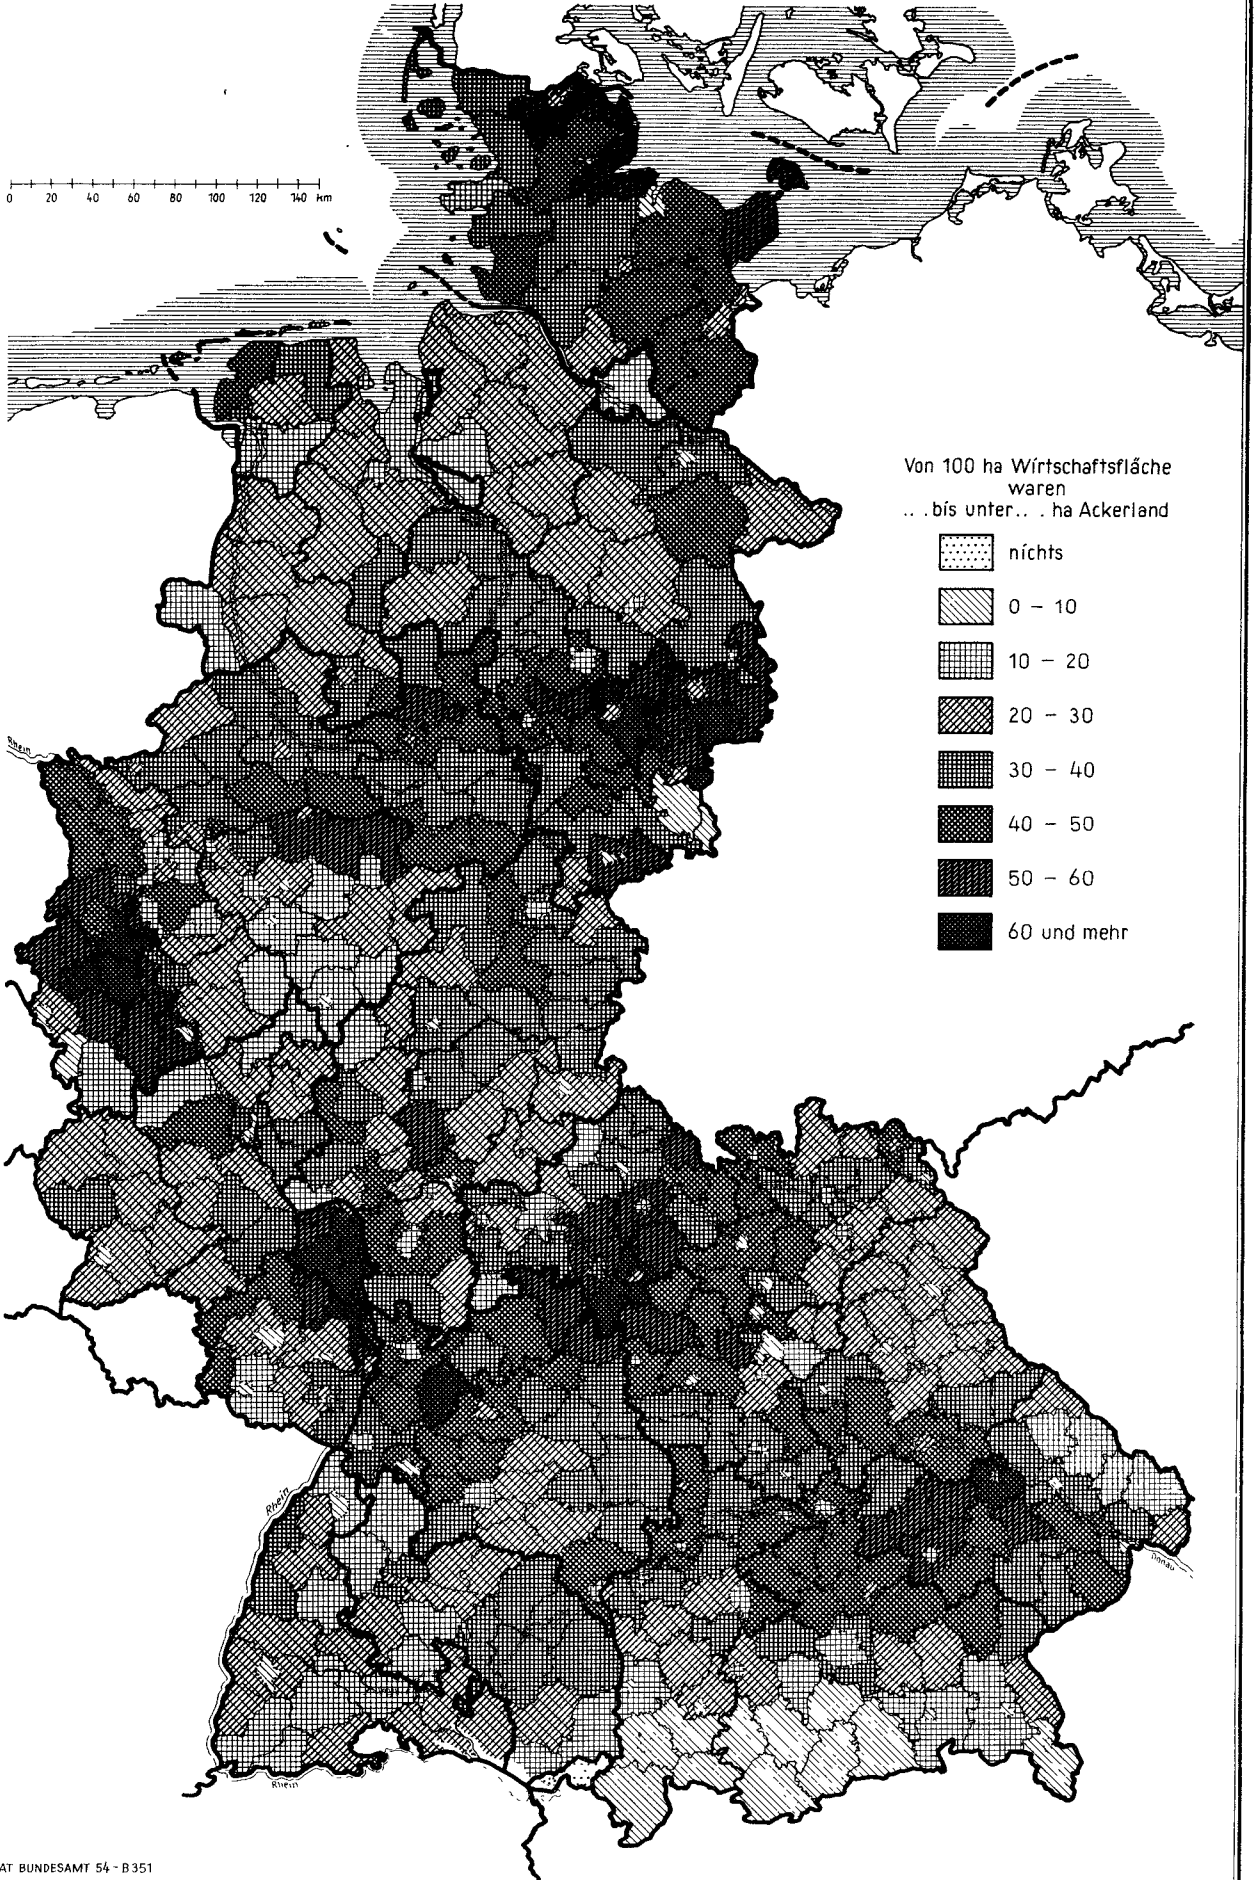 0 20 40 60 80 100 120 140 km
Von 100 ha Wirtschaftsfläche
waren
.. . bis unter .. . ha Ackerland
nichts
0 – 10
10 – 20
20 – 30
30 – 40
40 – 50
50 – 60
60 und mehr
Rhein
Rhein
Donau
Rhein
AT BUNDESAMT 54 - B 351